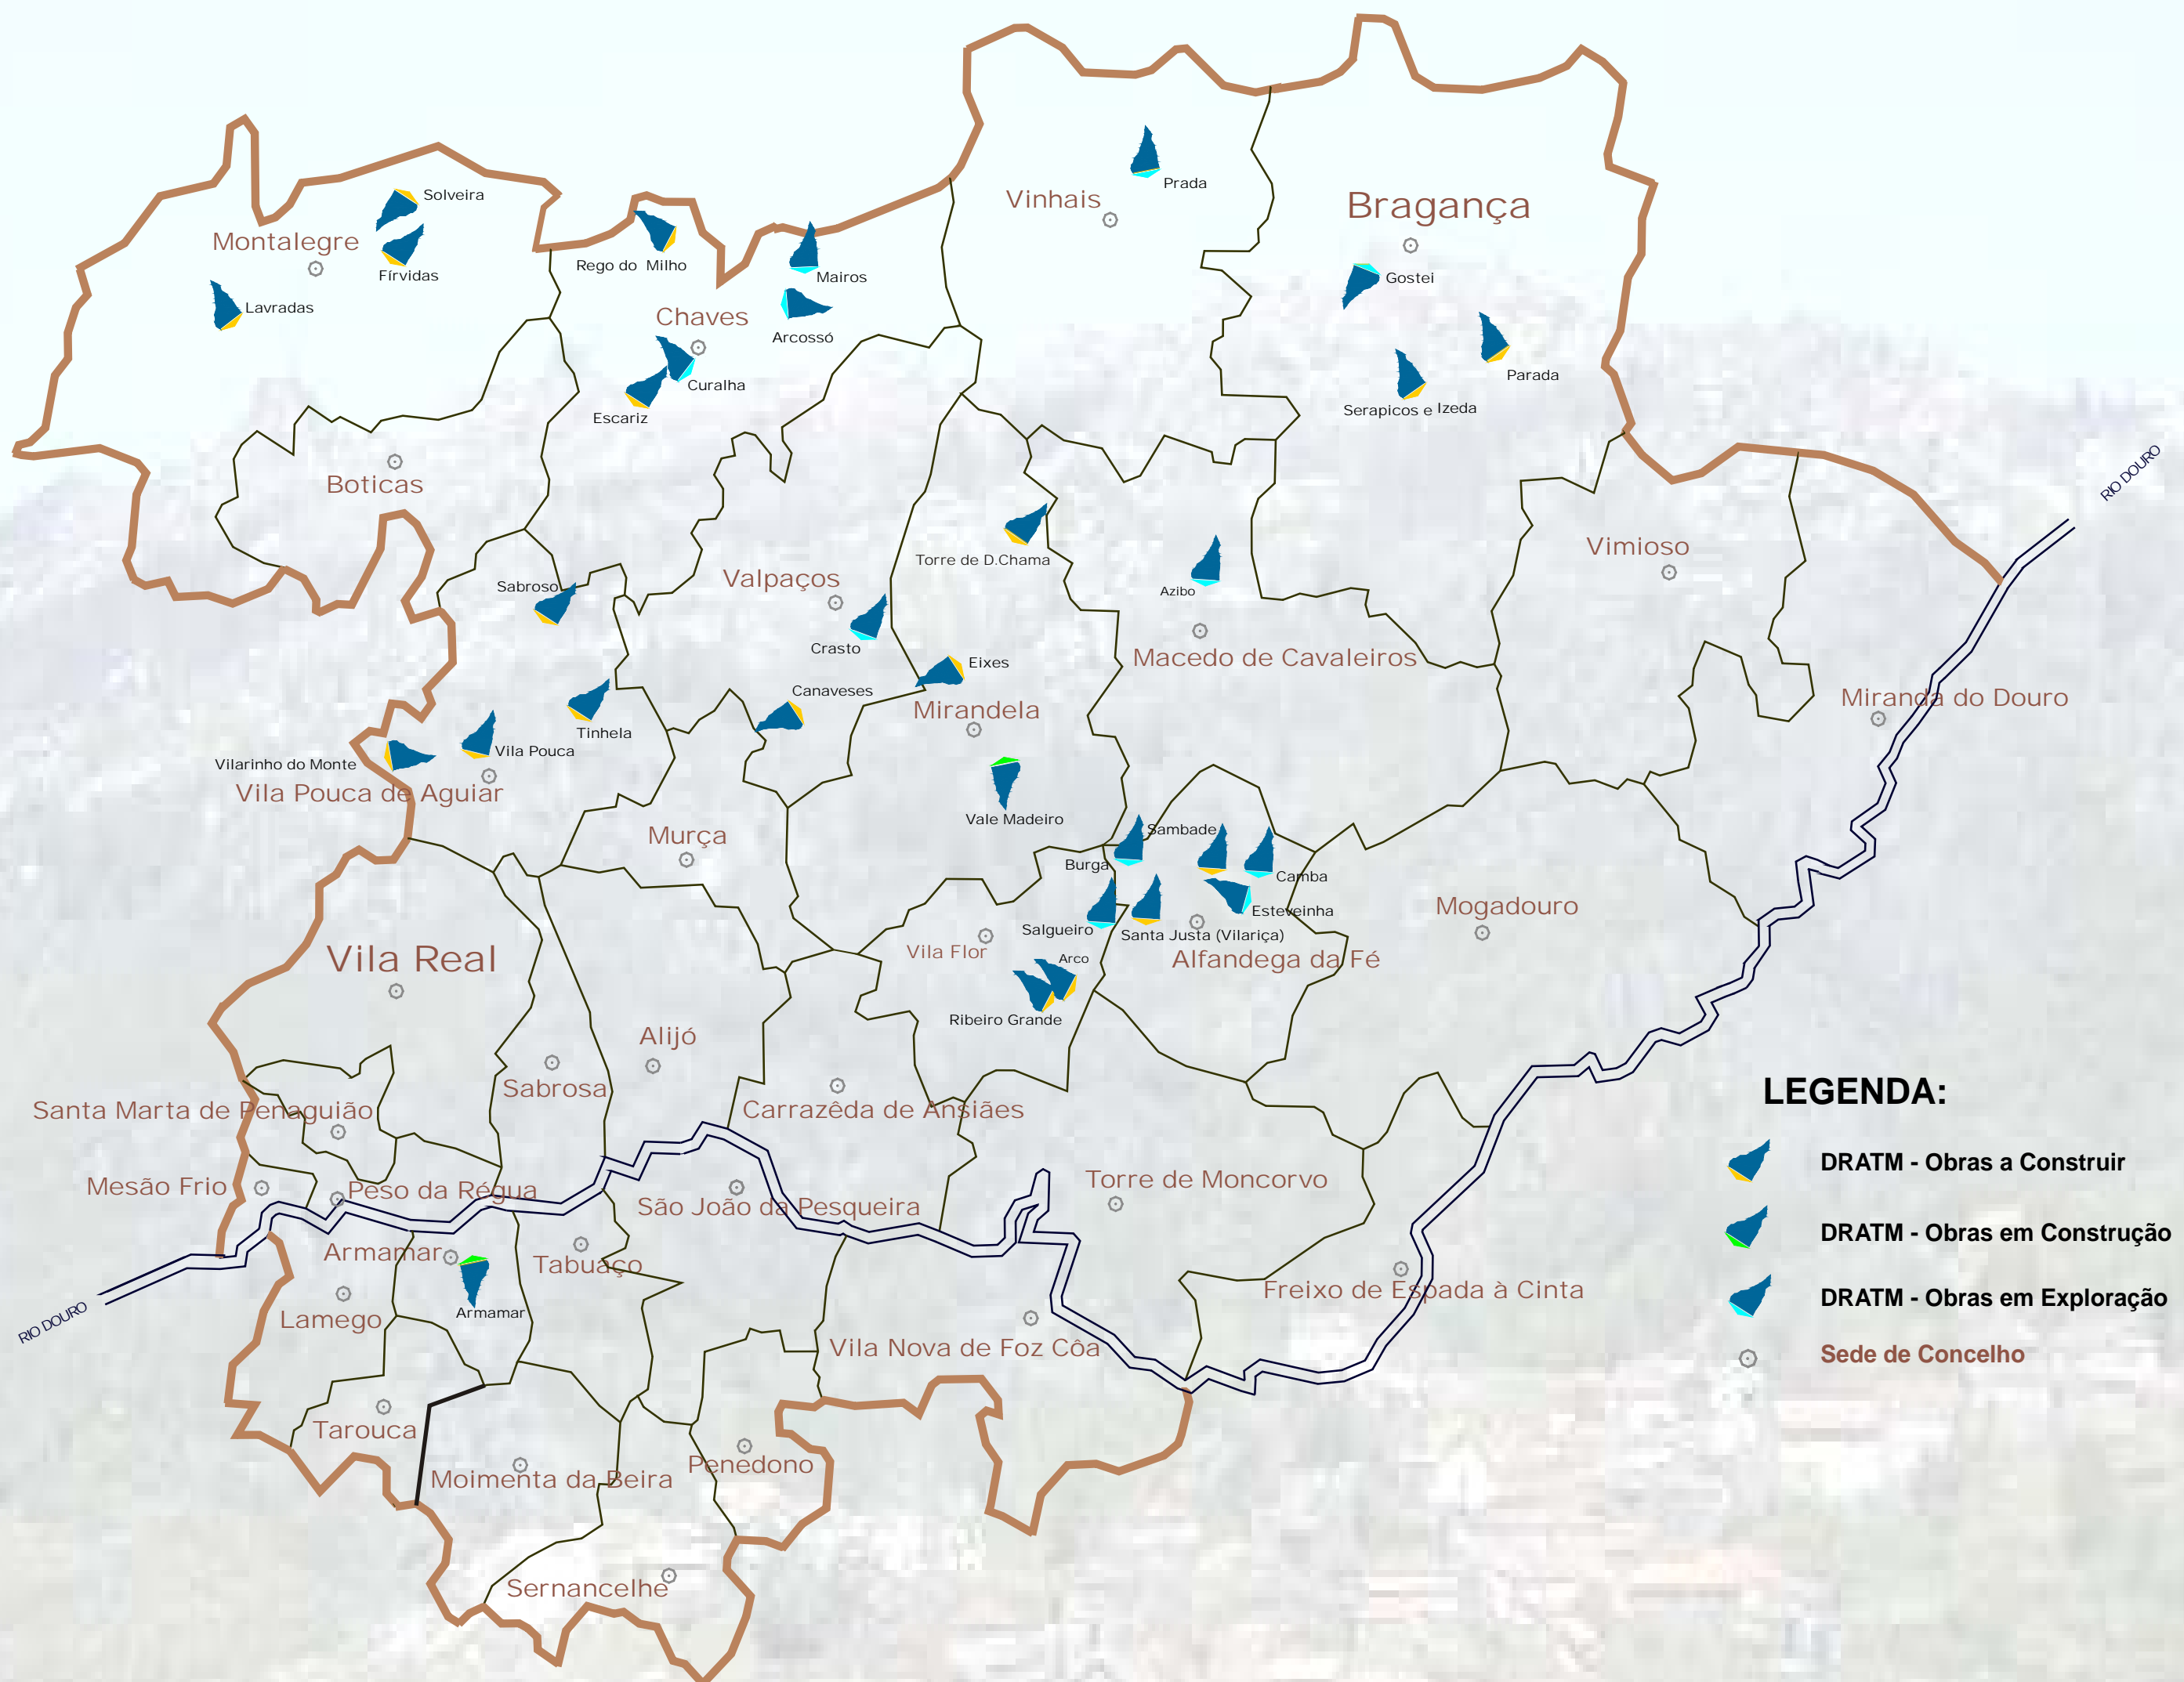 Prada
Vinhais
Bragança
Solveira
Montalegre
Fírvidas
Rego do Milho
Mairos
Gostei
Lavradas
Chaves
Arcossó
Curalha
Escariz
Parada
Serapicos e Izeda
Boticas
RIO DOURO
Vimioso
Torre de D.Chama
Valpaços
Sabroso
Azibo
Crasto
Eixes
Macedo de Cavaleiros
Canaveses
Mirandela
Miranda do Douro
Tinhela
Vila Pouca
Vilarinho do Monte
Vila Pouca de Aguiar
Vale Madeiro
Murça
Sambade
Burga
Camba
Esteveinha
Mogadouro
Salgueiro
Santa Justa (Vilariça)
Vila Flor
Arco
Alfandega da Fé
Vila Real
Ribeiro Grande
Alijó
Sabrosa
LEGENDA:
Santa Marta de Penaguião
Carrazêda de Ansiães
DRATM - Obras a Construir
Mesão Frio
Peso da Régua
Torre de Moncorvo
São João da Pesqueira
DRATM - Obras em Construção
Armamar
Tabuaço
Freixo de Espada à Cinta
DRATM - Obras em Exploração
Armamar
Lamego
RIO DOURO
Vila Nova de Foz Côa
Sede de Concelho
Tarouca
Penedono
Moimenta da Beira
Sernancelhe